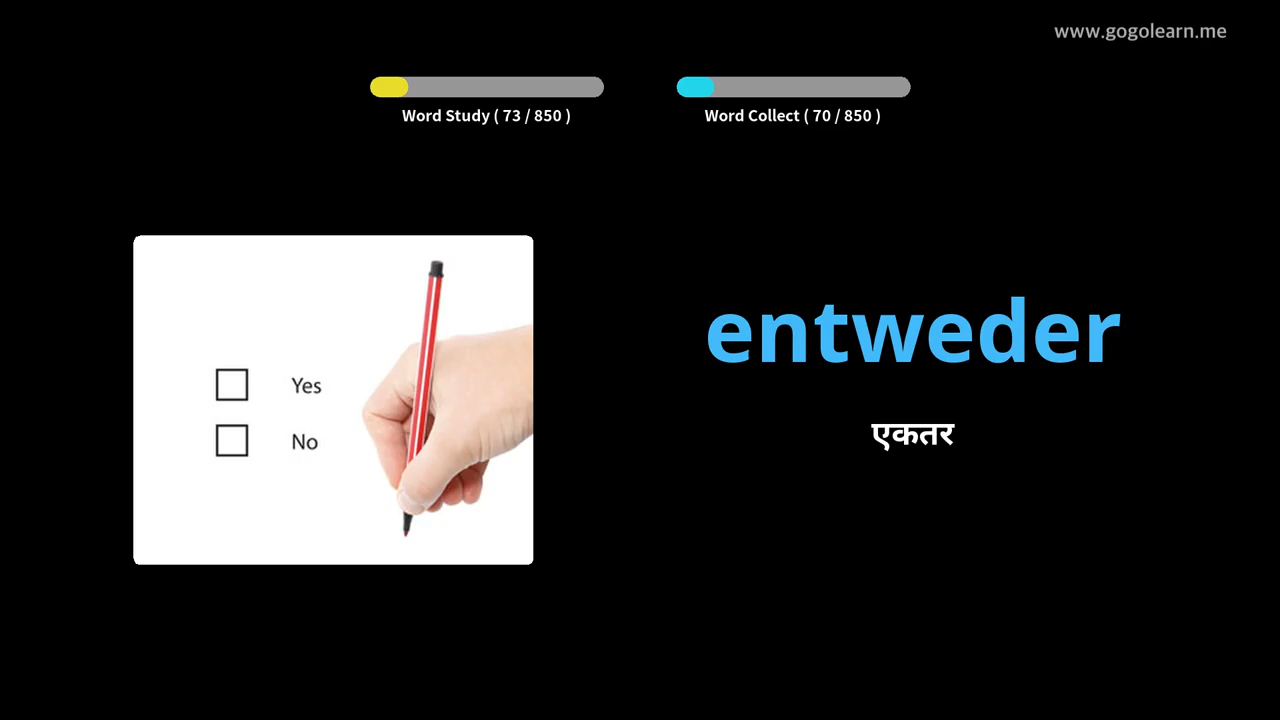 www.gogolearn.me
Word Study ( 73 / 850 )
Word Collect ( 70 / 850 )
Yes
No
entweder
एकतर